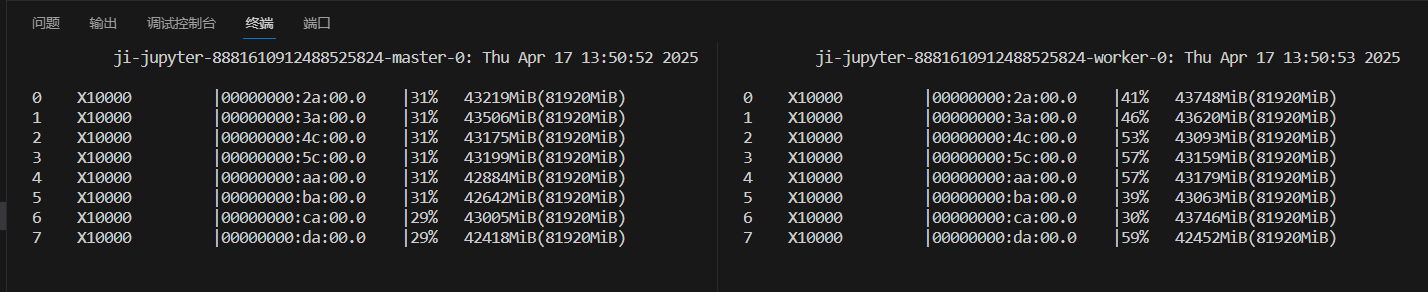 问题 输出 调试控制台 终端 端口
ji-jupyter-8881610912488525824-master-0: Thu Apr 17 13:50:52 2025
0 X10000 |00000000:2a:00.0 |31% 43219MiB(81920MiB)
1 X10000 |00000000:3a:00.0 |31% 43506MiB(81920MiB)
2 X10000 |00000000:4c:00.0 |31% 43175MiB(81920MiB)
3 X10000 |00000000:5c:00.0 |31% 43199MiB(81920MiB)
4 X10000 |00000000:aa:00.0 |31% 42884MiB(81920MiB)
5 X10000 |00000000:ba:00.0 |31% 42642MiB(81920MiB)
6 X10000 |00000000:ca:00.0 |29% 43005MiB(81920MiB)
7 X10000 |00000000:da:00.0 |29% 42418MiB(81920MiB)
ji-jupyter-8881610912488525824-worker-0: Thu Apr 17 13:50:53 2025
0 X10000 |00000000:2a:00.0 |41% 43748MiB(81920MiB)
1 X10000 |00000000:3a:00.0 |46% 43620MiB(81920MiB)
2 X10000 |00000000:4c:00.0 |53% 43093MiB(81920MiB)
3 X10000 |00000000:5c:00.0 |57% 43159MiB(81920MiB)
4 X10000 |00000000:aa:00.0 |57% 43179MiB(81920MiB)
5 X10000 |00000000:ba:00.0 |39% 43063MiB(81920MiB)
6 X10000 |00000000:ca:00.0 |30% 43746MiB(81920MiB)
7 X10000 |00000000:da:00.0 |59% 42452MiB(81920MiB)